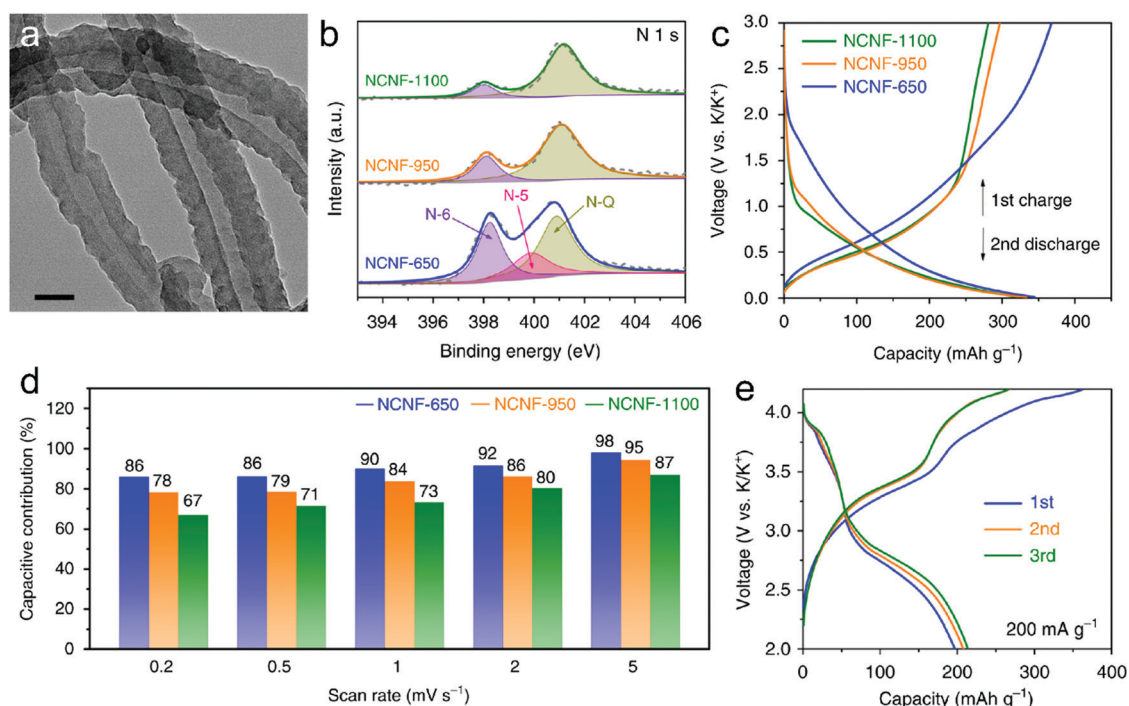 a
b
N 1 s
NCNF-1100
NCNF-950
N-6
N-5
N-Q
NCNF-650
Intensity (a.u.)
394 396 398 400 402 404 406
Binding energy (eV)
c
NCNF-1100
NCNF-950
NCNF-650
1st charge
2nd discharge
Voltage (V vs. K/K⁺)
3.0
2.5
2.0
1.5
1.0
0.5
0.0
0 100 200 300 400
Capacity (mAh g⁻¹)
d
NCNF-650 NCNF-950 NCNF-1100
Capacitive contribution (%)
120
100
80
60
40
20
0
86 78 67 86 79 71 90 84 73 92 86 80 98 95 87
0.2 0.5 1 2 5
Scan rate (mV s⁻¹)
e
1st
2nd
3rd
200 mA g⁻¹
Voltage (V vs. K/K⁺)
4.0
3.5
3.0
2.5
2.0
0 100 200 300 400
Capacity (mAh g⁻¹)